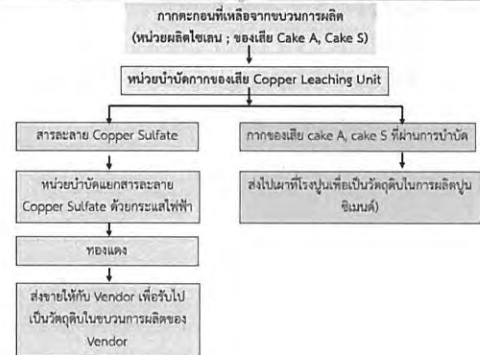 กากตะกอนที่เหลือจากขบวนการผลิต
(หน่วยผลิตไซเลน ; ของเสีย Cake A, Cake S)
หน่วยบำบัดกากของเสีย Copper Leaching Unit
สารละลาย Copper Sulfate
กากของเสีย cake A, cake S ที่ผ่านการบำบัด
หน่วยบำบัดแยกสารละลาย
Copper Sulfate ด้วยกระแสไฟฟ้า
ส่งไปเผาที่โรงปูนเพื่อเป็นวัตถุดิบในการผลิตปูน
ซิเมนต์)
ทองแดง
ส่งขายให้กับ Vendor เพื่อรับไป
เป็นวัตถุดิบในขบวนการผลิตของ
Vendor